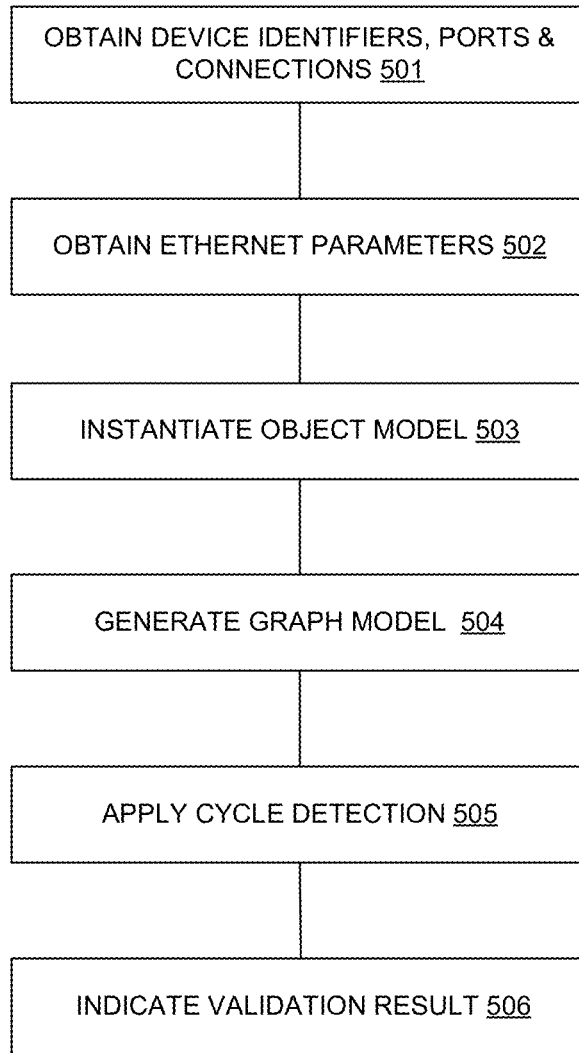 OBTAIN DEVICE IDENTIFIERS, PORTS &
CONNECTIONS 501
OBTAIN ETHERNET PARAMETERS 502
INSTANTIATE OBJECT MODEL 503
GENERATE GRAPH MODEL 504
APPLY CYCLE DETECTION 505
INDICATE VALIDATION RESULT 506